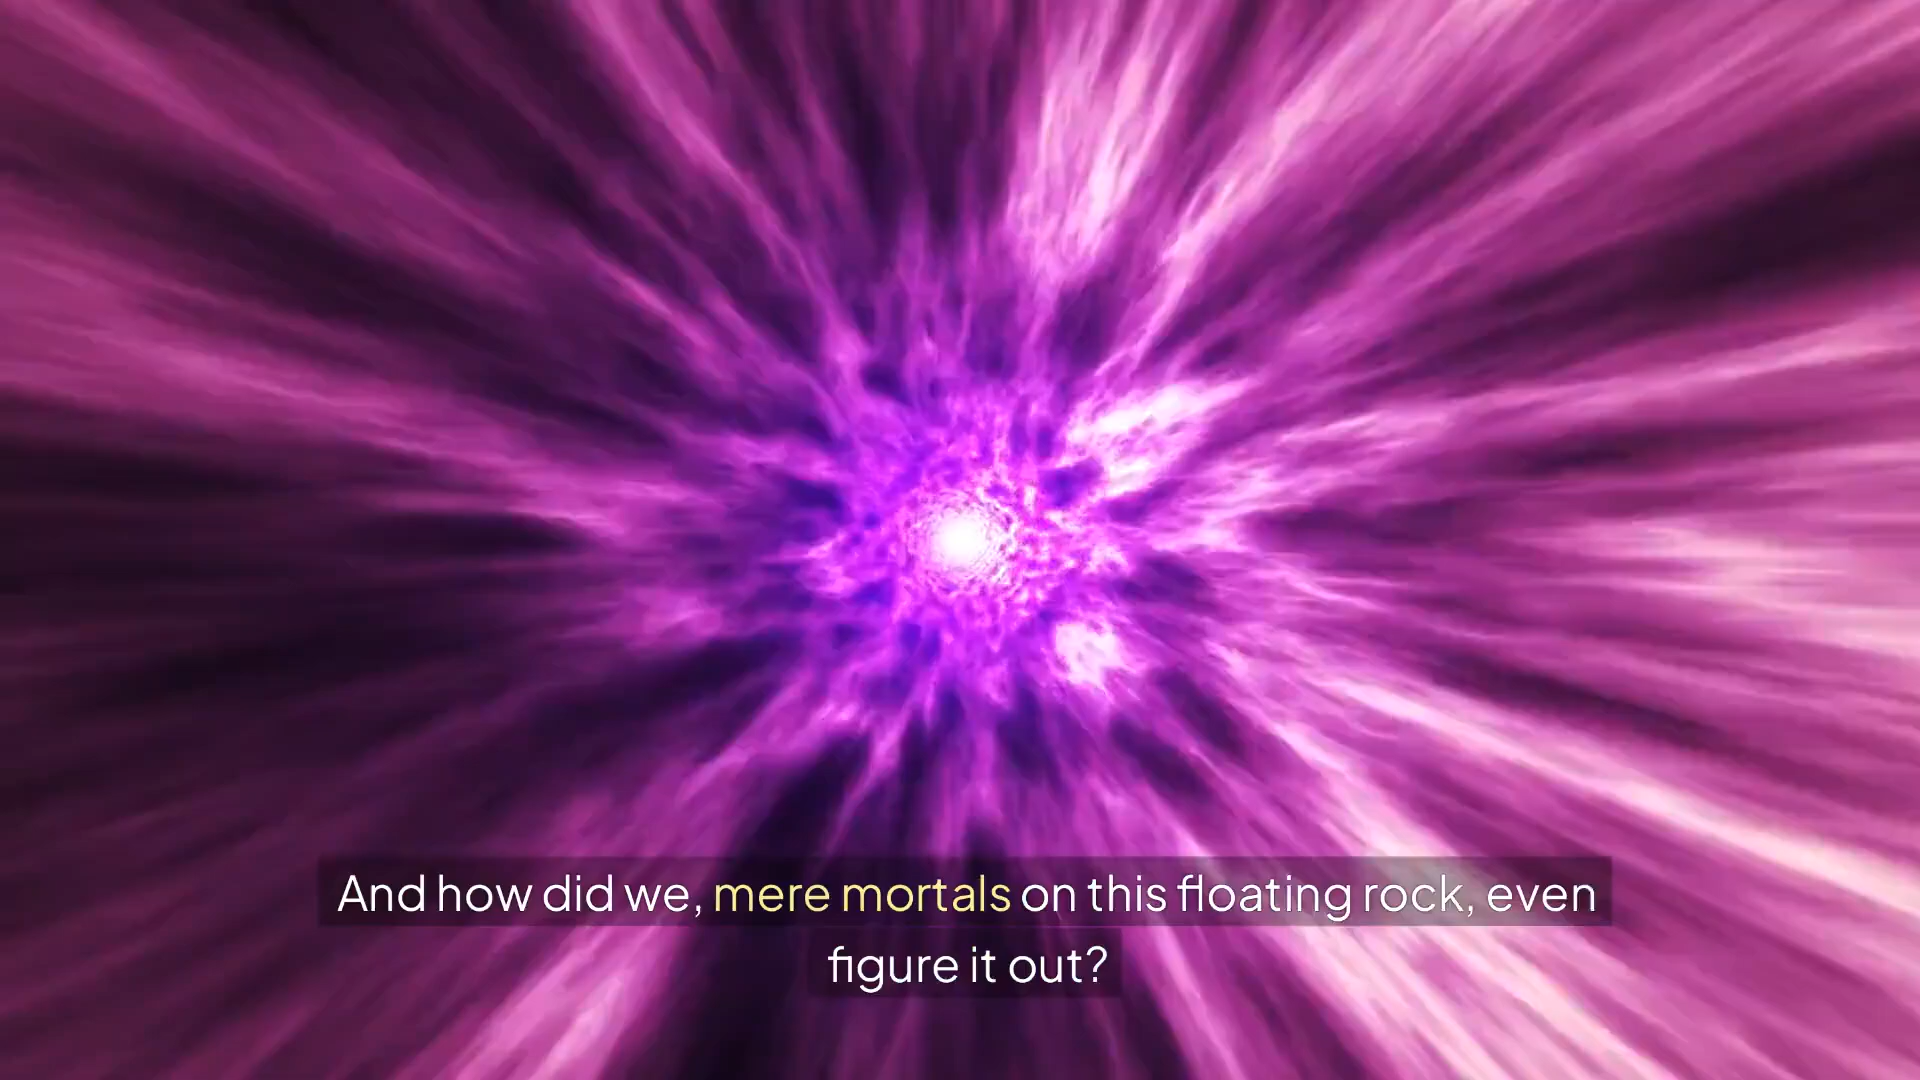 And how did we, mere mortals on this floating rock, even
figure it out?